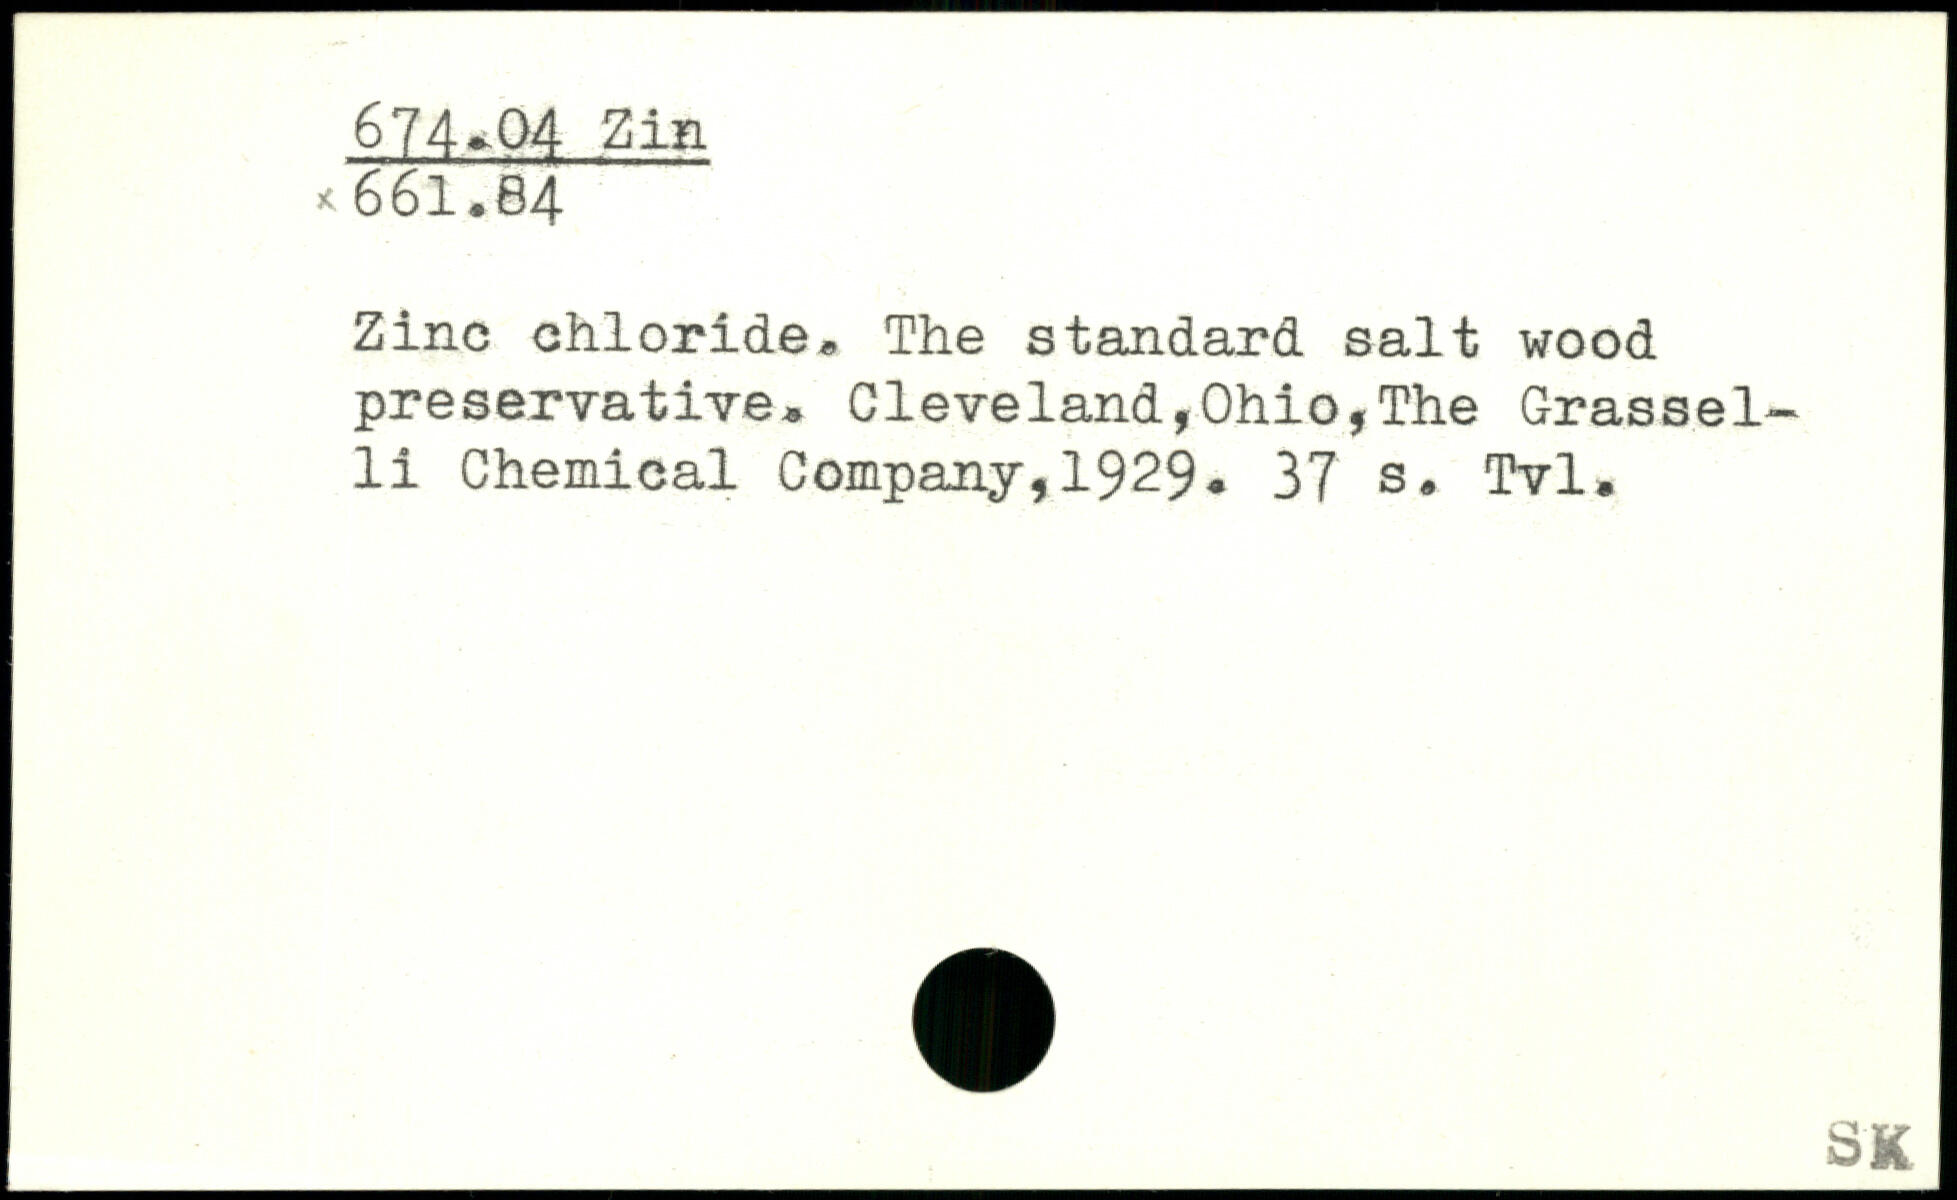 674.04 Zin
x 661.84
Zinc chloride. The standard salt wood
preservative. Cleveland,Ohio,The Grassel-
li Chemical Company,1929. 37 s. Tvl.
SK